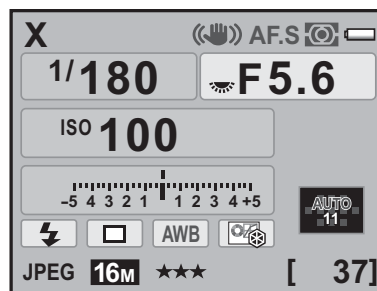 X AF.S
1/180 F5.6
ISO 100
-5 4 3 2 1 1 2 3 4 +5
AUTO
11
AWB
JPEG 16M ★★★ [ 37]